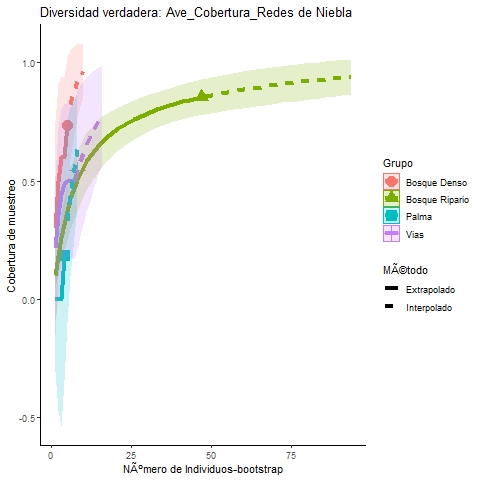 Diversidad verdadera: Ave_Cobertura_Redes de Niebla
1.0
0.5
0.0
-0.5
Cobertura de muestreo
0
25
50
75
NÃºmero de Individuos-bootstrap
Grupo
Bosque Denso
Bosque Ripario
Palma
Vias
MÃ©todo
Extrapolado
Interpolado